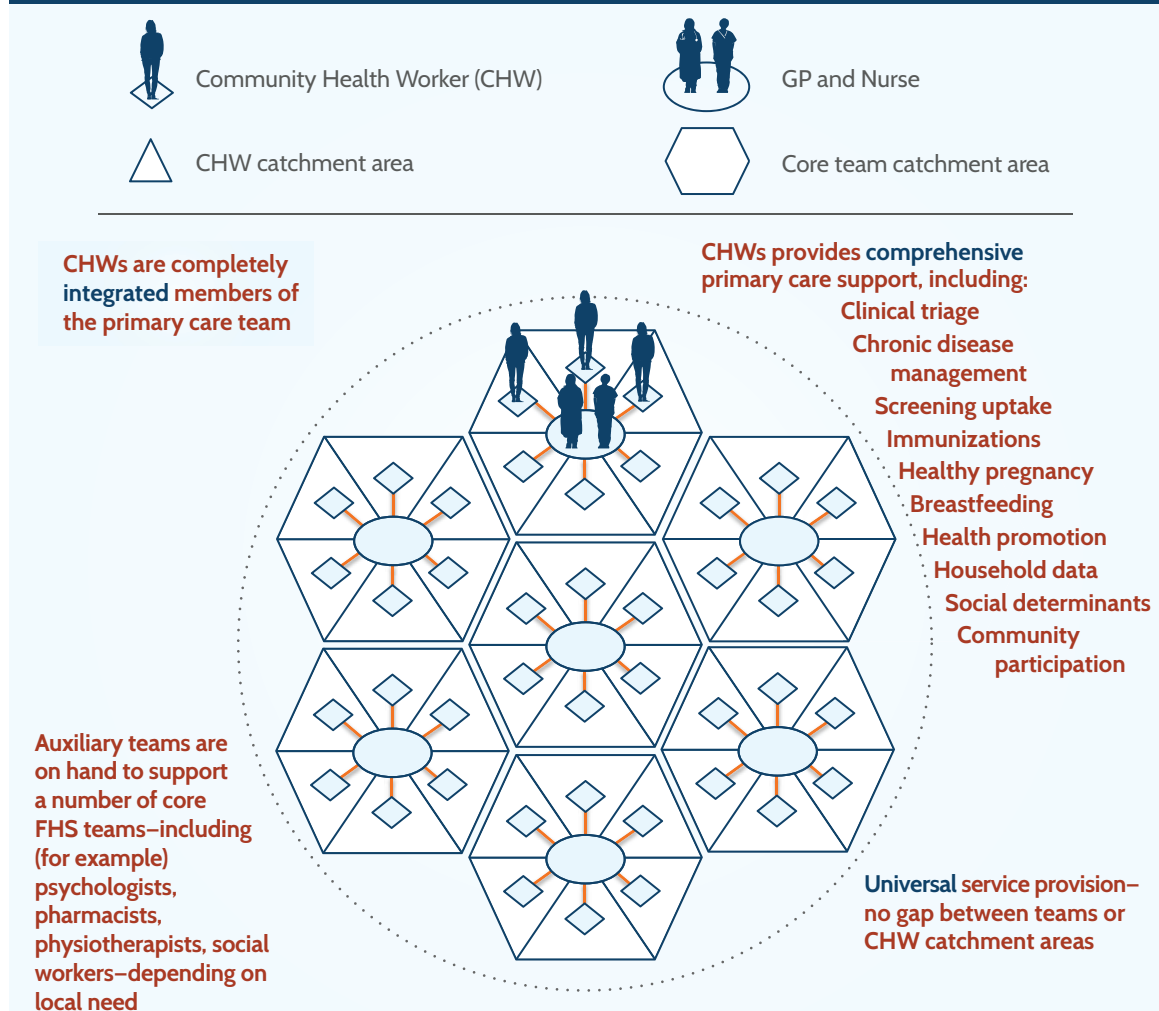 Community Health Worker (CHW)
GP and Nurse
CHW catchment area
Core team catchment area
CHWs are completely
integrated members of
the primary care team
CHWs provides comprehensive
primary care support, including:
Clinical triage
Chronic disease
management
Screening uptake
Immunizations
Healthy pregnancy
Breastfeeding
Health promotion
Household data
Social determinants
Community
participation
Auxiliary teams are
on hand to support
a number of core
FHS teams–including
(for example)
psychologists,
pharmacists,
physiotherapists, social
workers–depending on
local need
Universal service provision–
no gap between teams or
CHW catchment areas